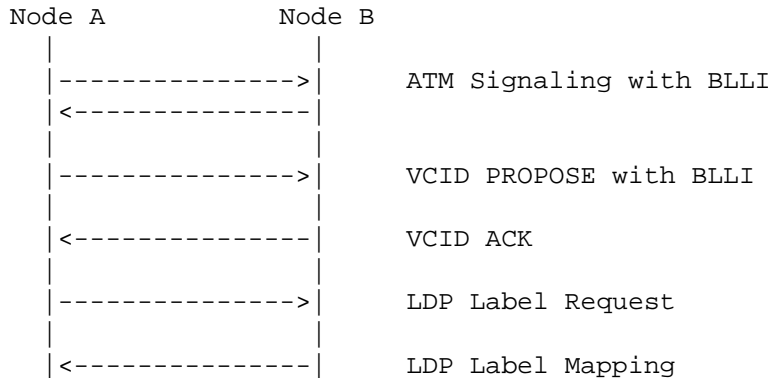 Node A Node B
|--------------->| ATM Signaling with BLLI
|<---------------|
|--------------->| VCID PROPOSE with BLLI
|<---------------| VCID ACK
|--------------->| LDP Label Request
|<---------------| LDP Label Mapping